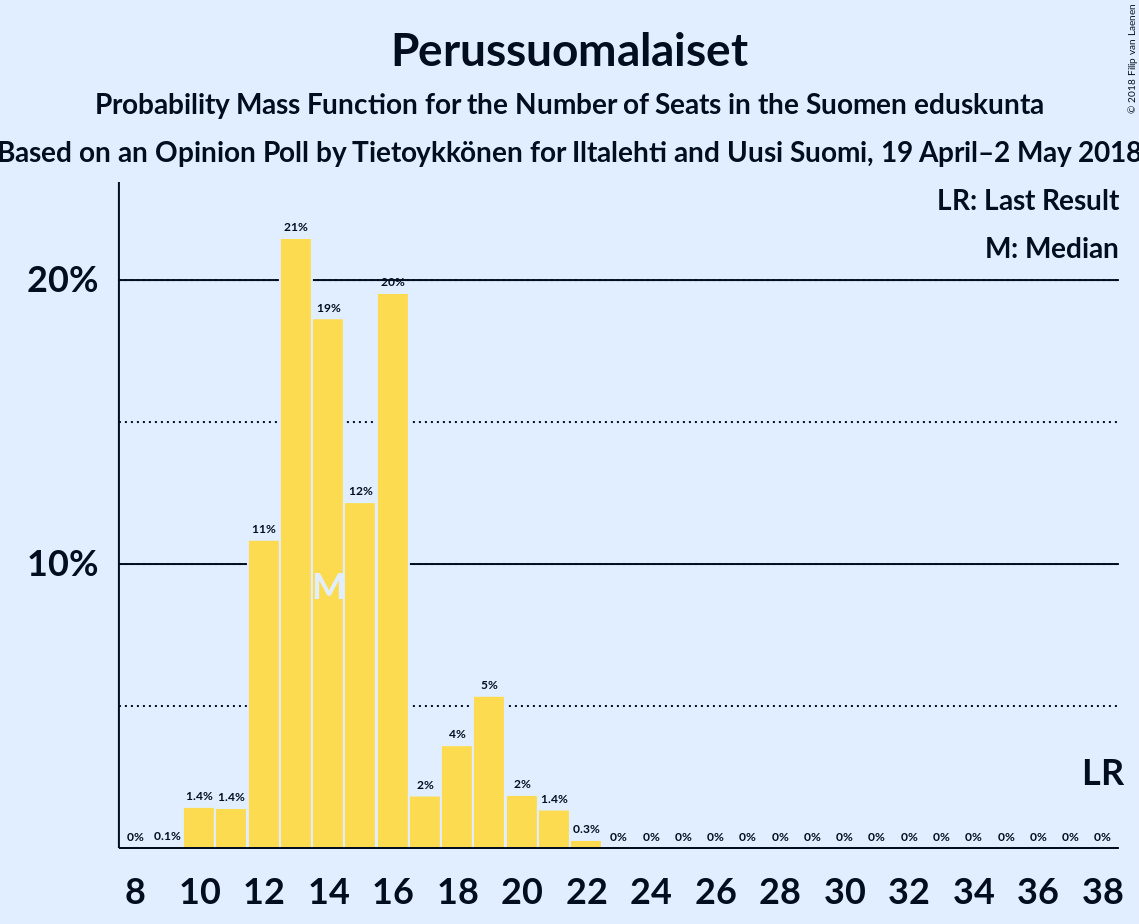 Perussuomalaiset
Probability Mass Function for the Number of Seats in the Suomen eduskunta
Based on an Opinion Poll by Tietoykkönen for Iltalehti and Uusi Suomi, 19 April–2 May 2018
© 2018 Filip van Laenen
LR: Last Result
M: Median
20%
10%
0% 0.1% 1.4% 1.4% 11% 21% 19% 12% 20% 2% 4% 5% 2% 1.4% 0.3% 0% 0% 0% 0% 0% 0% 0% 0% 0% 0% 0% 0% 0% 0% 0% 0%
M
LR
8 10 12 14 16 18 20 22 24 26 28 30 32 34 36 38